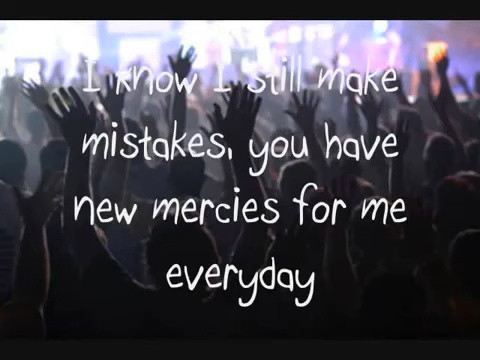 I know I still make
mistakes, you have
new mercies for me
everyday